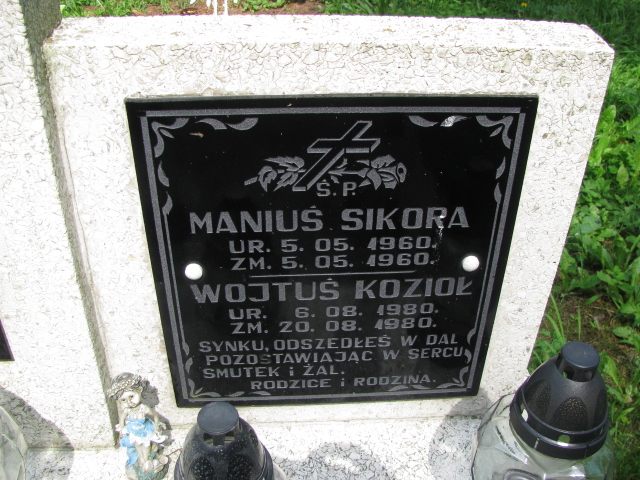 Ś.P.
MANIUŚ SIKORA
UR. 5. 05. 1960.
ZM. 5. 05. 1960.
WOJTUŚ KOZIOŁ
UR. 6. 08. 1980.
ZM. 20. 08. 1980.
SYNKU, ODSZEDŁEŚ W DAL
POZOSTAWIAJĄC W SERCU
SMUTEK I ŻAL.
RODZICE I RODZINA.